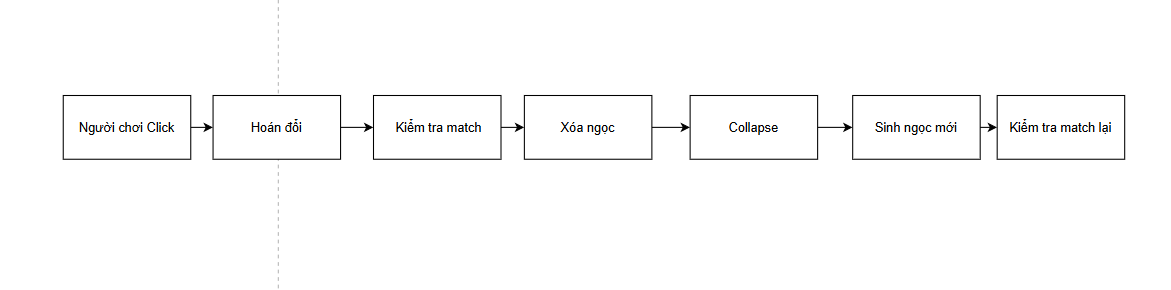 Người chơi Click
Hoán đổi
Kiểm tra match
Xóa ngọc
Collapse
Sinh ngọc mới
Kiểm tra match lại